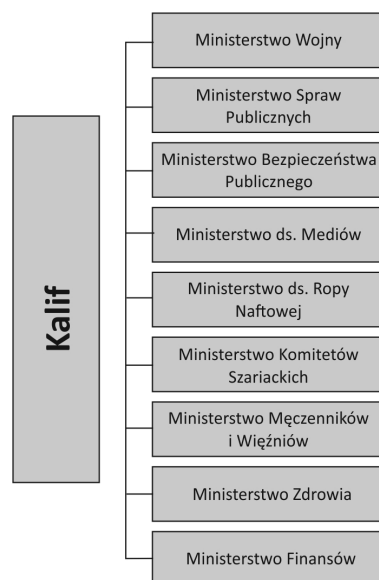 Kalif
Ministerstwo Wojny
Ministerstwo Spraw
Publicznych
Ministerstwo Bezpieczeństwa
Publicznego
Ministerstwo ds. Mediów
Ministerstwo ds. Ropy
Naftowej
Ministerstwo Komitetów
Szariackich
Ministerstwo Męczenników
i Więźniów
Ministerstwo Zdrowia
Ministerstwo Finansów